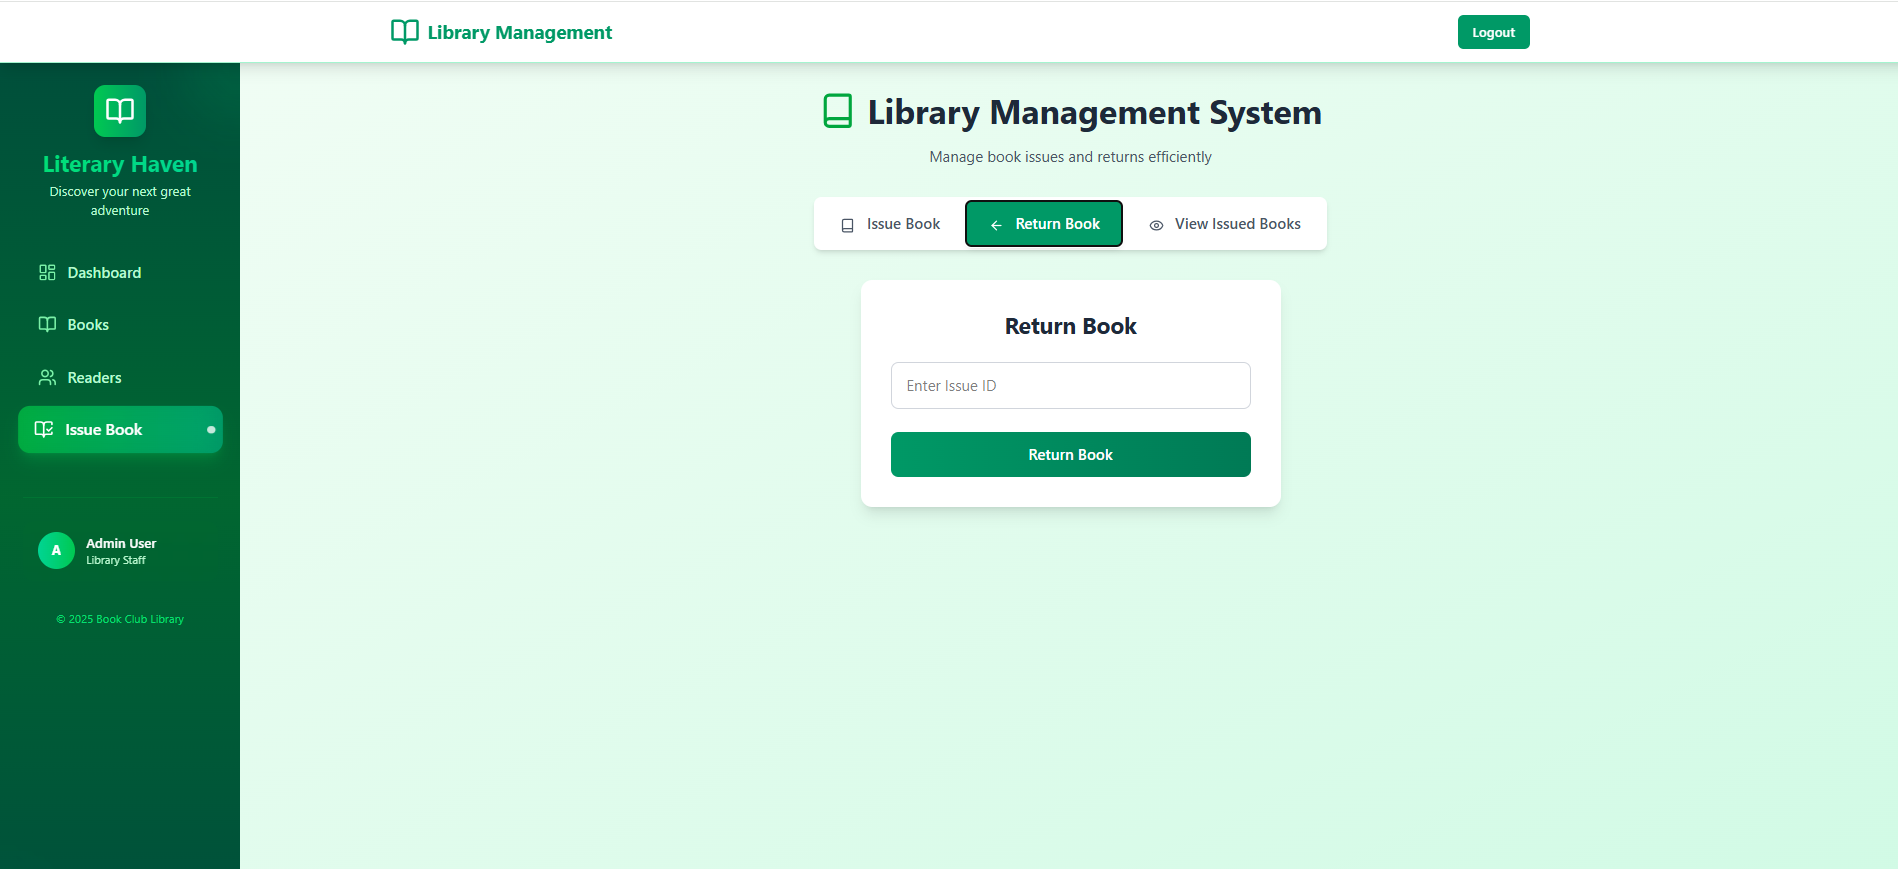 Library Management
Logout
Literary Haven
Discover your next great
adventure
Dashboard
Books
Readers
Issue Book
A
Admin User
Library Staff
© 2025 Book Club Library
Library Management System
Manage book issues and returns efficiently
Issue Book
Return Book
View Issued Books
Return Book
Enter Issue ID
Return Book